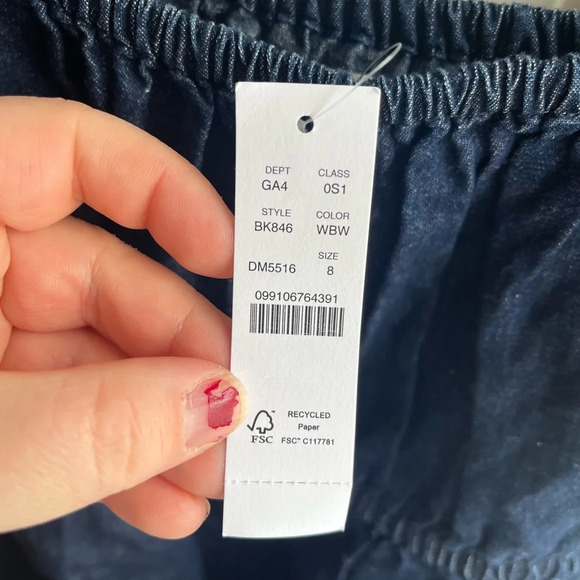 DEPT CLASS
GA4 0S1
STYLE COLOR
BK846 WBW
SIZE
DM5516 8
099106764391
RECYCLED
Paper
FSC FSC® C117781